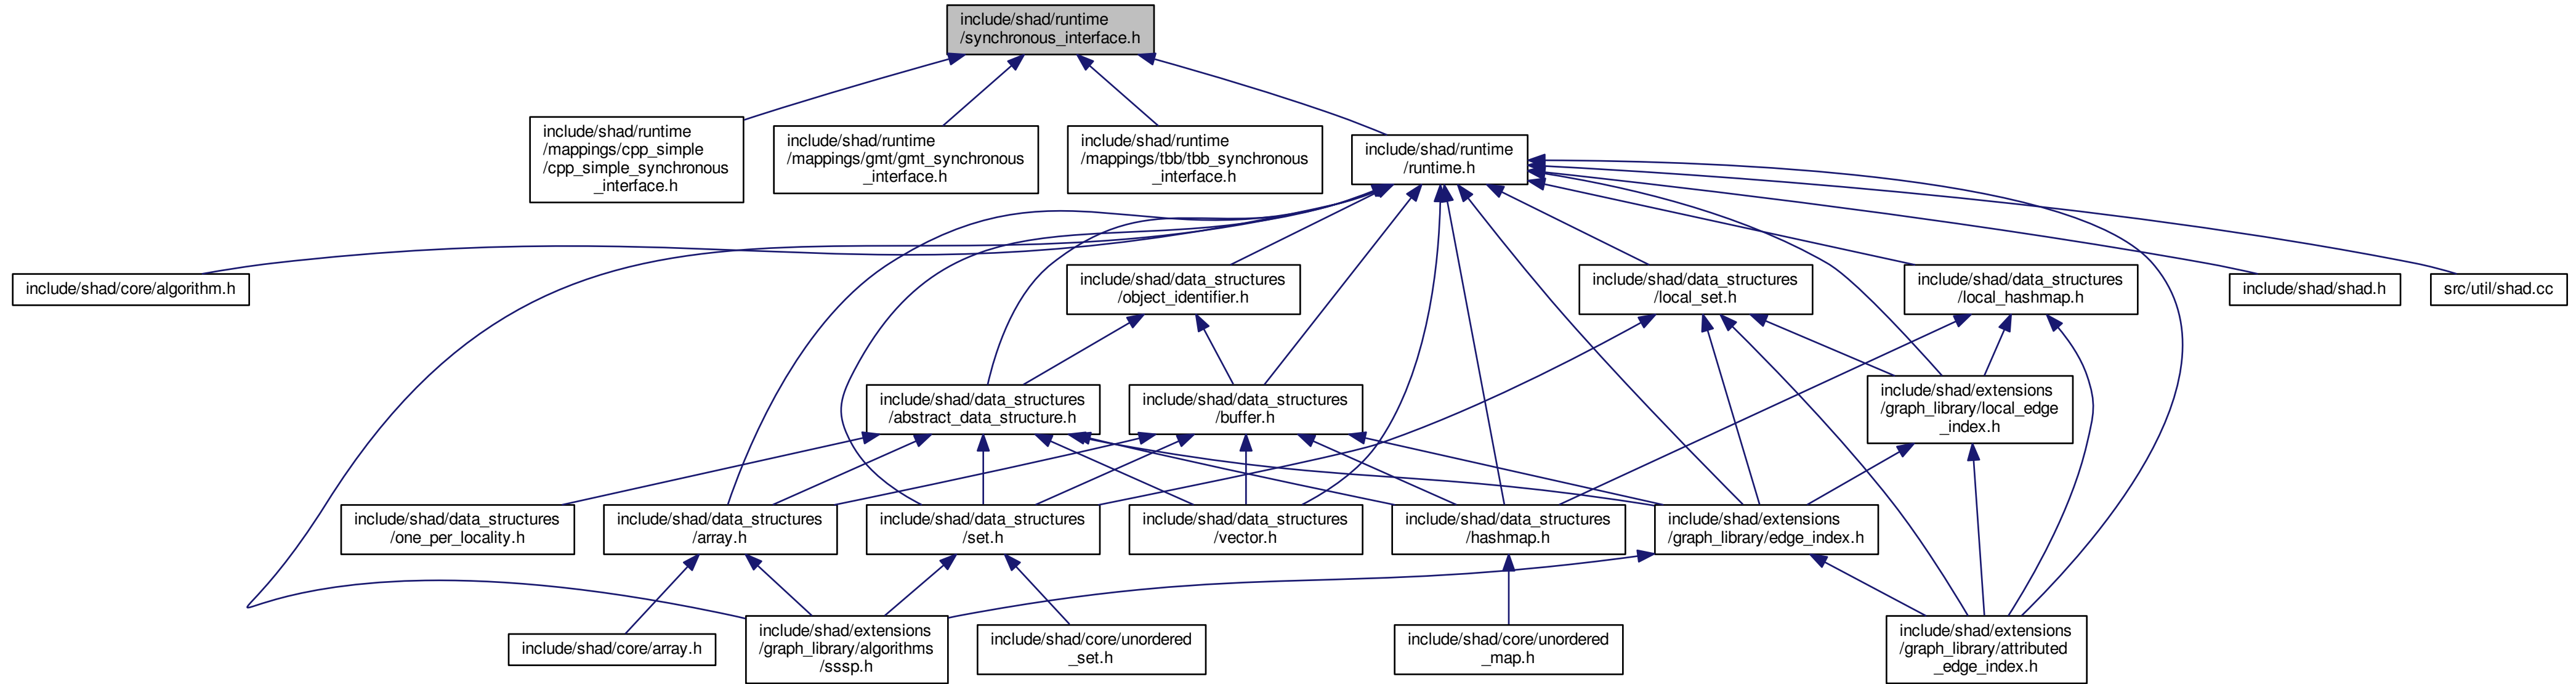 include/shad/runtime
/synchronous_interface.h
include/shad/runtime
/mappings/cpp_simple
/cpp_simple_synchronous
_interface.h
include/shad/runtime
/mappings/gmt/gmt_synchronous
_interface.h
include/shad/runtime
/mappings/tbb/tbb_synchronous
_interface.h
include/shad/runtime
/runtime.h
include/shad/core/algorithm.h
include/shad/data_structures
/object_identifier.h
include/shad/data_structures
/local_set.h
include/shad/data_structures
/local_hashmap.h
include/shad/shad.h
src/util/shad.cc
include/shad/data_structures
/abstract_data_structure.h
include/shad/data_structures
/buffer.h
include/shad/extensions
/graph_library/local_edge
_index.h
include/shad/data_structures
/one_per_locality.h
include/shad/data_structures
/array.h
include/shad/data_structures
/set.h
include/shad/data_structures
/vector.h
include/shad/data_structures
/hashmap.h
include/shad/extensions
/graph_library/edge_index.h
include/shad/core/array.h
include/shad/extensions
/graph_library/algorithms
/sssp.h
include/shad/core/unordered
_set.h
include/shad/core/unordered
_map.h
include/shad/extensions
/graph_library/attributed
_edge_index.h